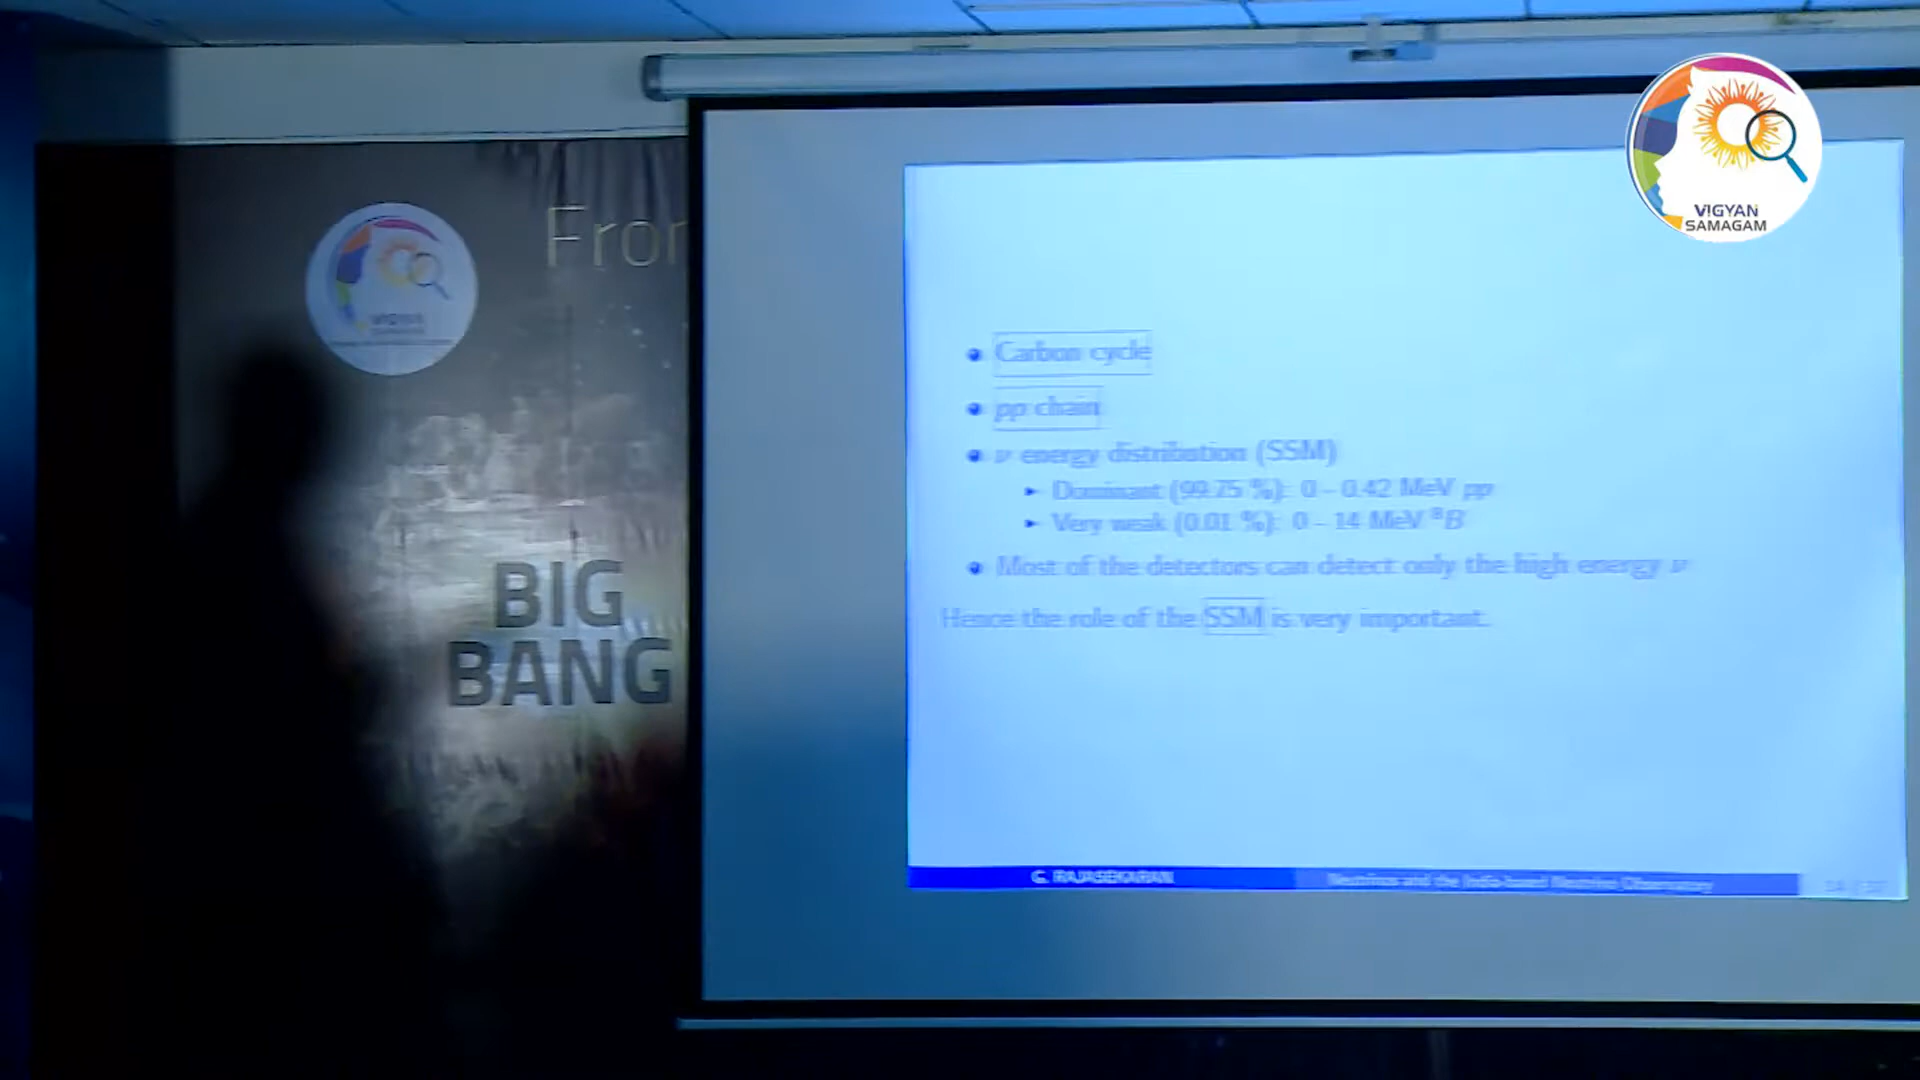 VIGYAN
SAMAGAM
Fro
BIG
BANG
Carbon cycle
pp chain
ν energy distribution (SSM)
Dominant (99.75 %): 0 - 0.42 MeV pp
Very weak (0.01 %): 0 - 14 MeV ⁸B
Most of the detectors can detect only the high energy ν
Hence the role of the SSM is very important.
G. RAJASEKARAN
Neutrinos and the India-based Neutrino Observatory